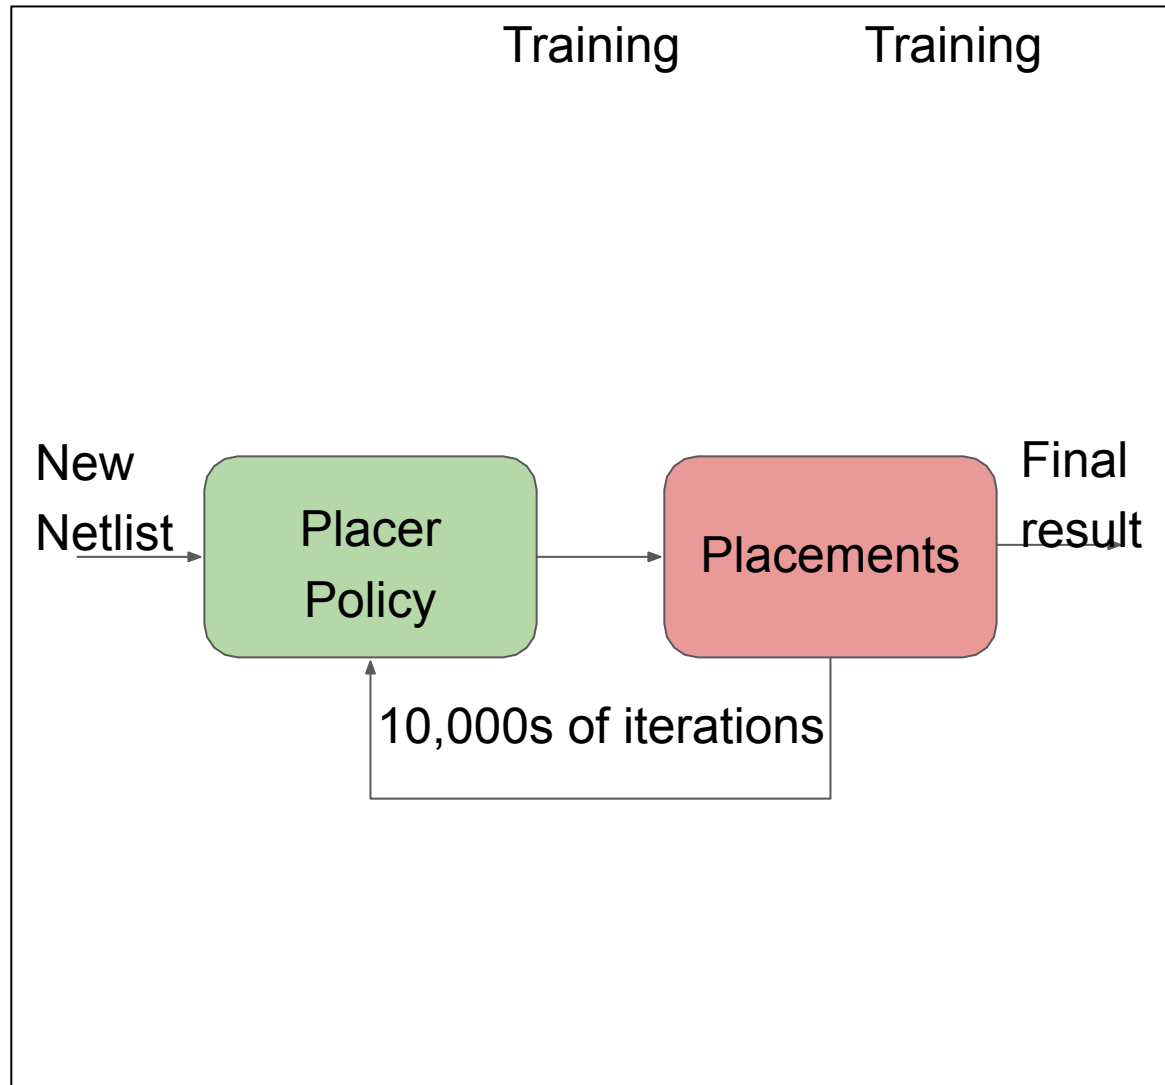 Training Training
New
Netlist
Placer
Policy
Placements
Final
result
10,000s of iterations